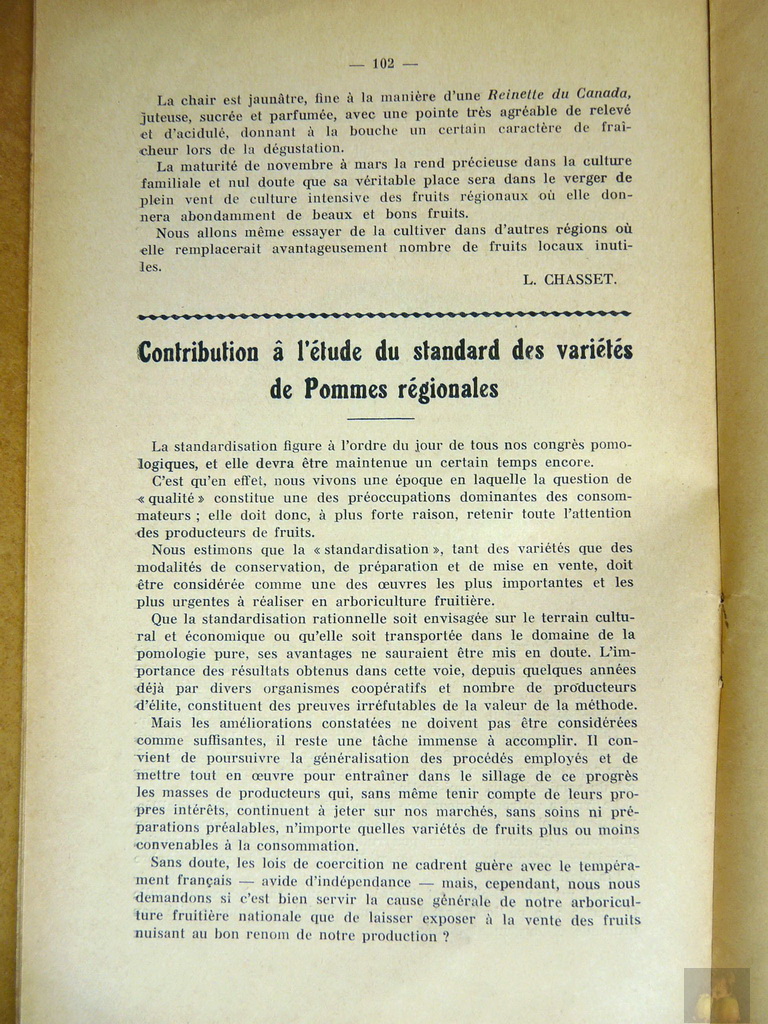 — 102 —
La chair est jaunâtre, fine à la manière d'une Reinette du Canada,
juteuse, sucrée et parfumée, avec une pointe très agréable de relevé
et d'acidulé, donnant à la bouche un certain caractère de fraî-
cheur lors de la dégustation.
La maturité de novembre à mars la rend précieuse dans la culture
familiale et nul doute que sa véritable place sera dans le verger de
plein vent de culture intensive des fruits régionaux où elle don-
nera abondamment de beaux et bons fruits.
Nous allons même essayer de la cultiver dans d'autres régions où
elle remplacerait avantageusement nombre de fruits locaux inuti-
les.
L. CHASSET.
Contribution â l'étude du standard des variétés
de Pommes régionales
La standardisation figure à l'ordre du jour de tous nos congrès pomo-
logiques, et elle devra être maintenue un certain temps encore.
C'est qu'en effet, nous vivons une époque en laquelle la question de
« qualité » constitue une des préoccupations dominantes des consom-
mateurs ; elle doit donc, à plus forte raison, retenir toute l'attention
des producteurs de fruits.
Nous estimons que la « standardisation », tant des variétés que des
modalités de conservation, de préparation et de mise en vente, doit
être considérée comme une des œuvres les plus importantes et les
plus urgentes à réaliser en arboriculture fruitière.
Que la standardisation rationnelle soit envisagée sur le terrain cultu-
ral et économique ou qu'elle soit transportée dans le domaine de la
pomologie pure, ses avantages ne sauraient être mis en doute. L'im-
portance des résultats obtenus dans cette voie, depuis quelques années
déjà par divers organismes coopératifs et nombre de producteurs
d'élite, constituent des preuves irréfutables de la valeur de la méthode.
Mais les améliorations constatées ne doivent pas être considérées
comme suffisantes, il reste une tâche immense à accomplir. Il con-
vient de poursuivre la généralisation des procédés employés et de
mettre tout en œuvre pour entraîner dans le sillage de ce progrès
les masses de producteurs qui, sans même tenir compte de leurs pro-
pres intérêts, continuent à jeter sur nos marchés, sans soins ni pré-
parations préalables, n'importe quelles variétés de fruits plus ou moins
convenables à la consommation.
Sans doute, les lois de coercition ne cadrent guère avec le tempéra-
ment français — avide d'indépendance — mais, cependant, nous nous
demandons si c'est bien servir la cause générale de notre arboricul-
ture fruitière nationale que de laisser exposer à la vente des fruits
nuisant au bon renom de notre production ?